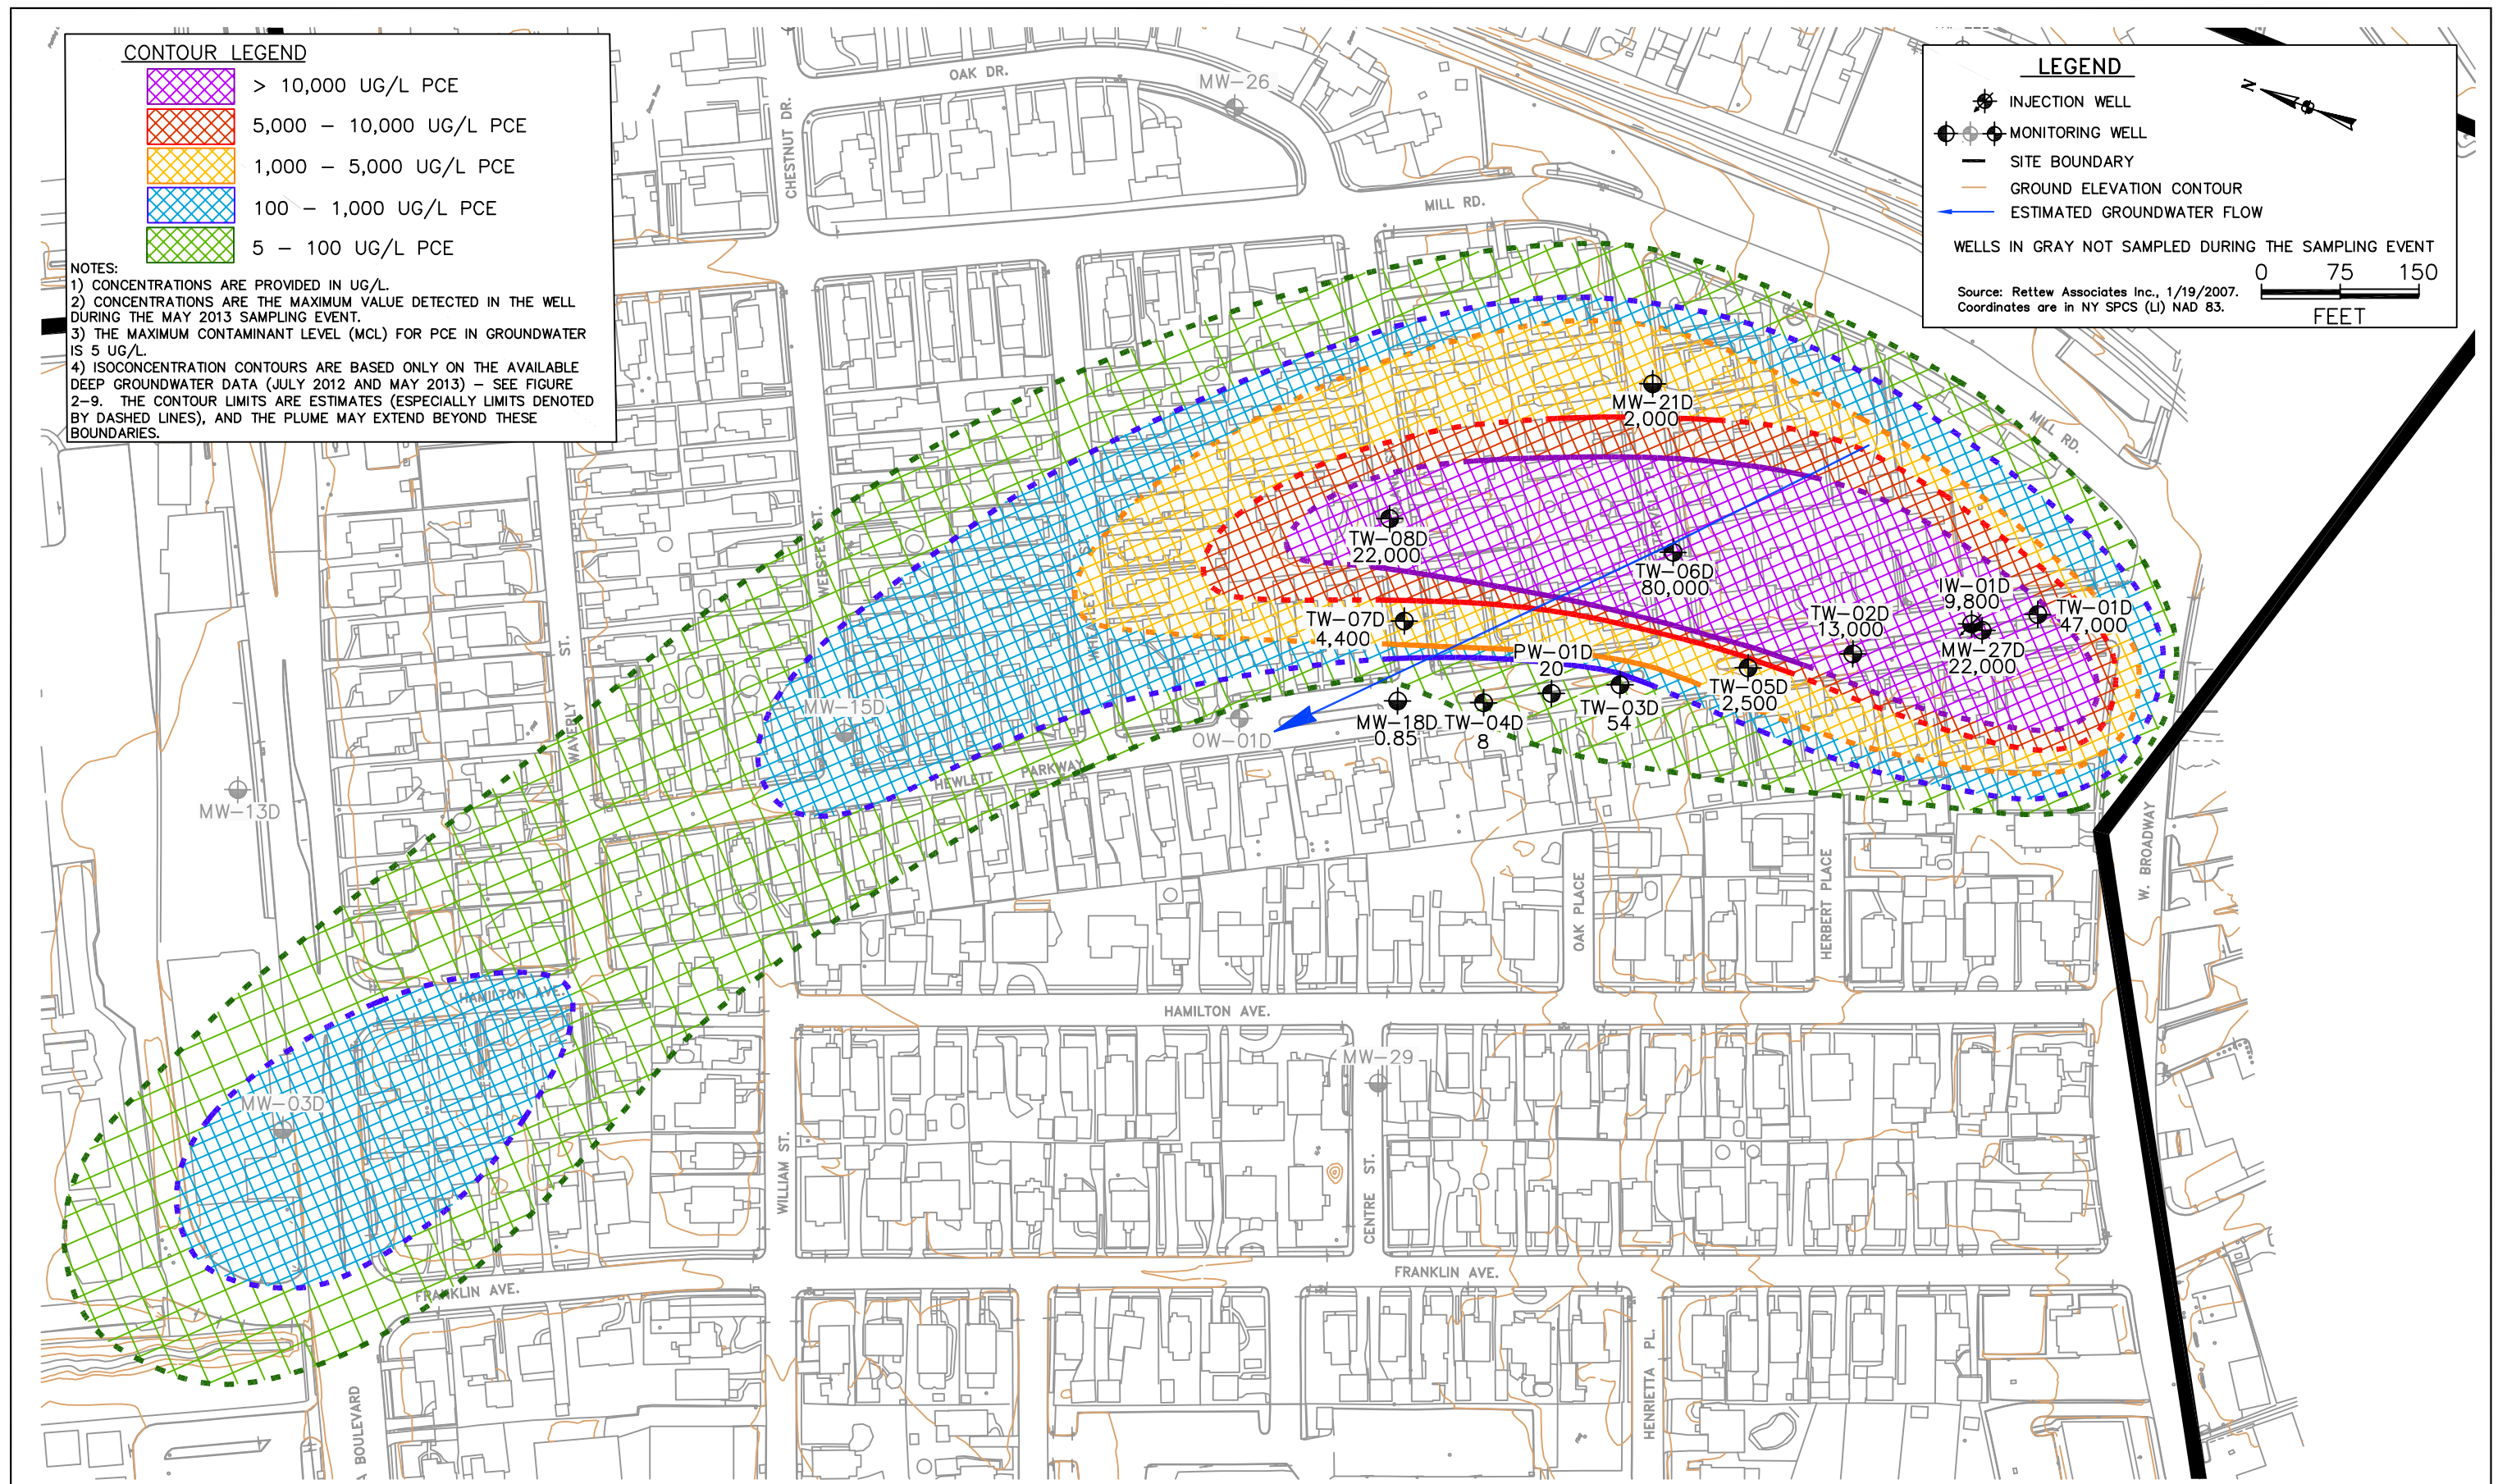 CONTOUR LEGEND
> 10,000 UG/L PCE
5,000 – 10,000 UG/L PCE
1,000 – 5,000 UG/L PCE
100 – 1,000 UG/L PCE
5 – 100 UG/L PCE
NOTES:
1) CONCENTRATIONS ARE PROVIDED IN UG/L.
2) CONCENTRATIONS ARE THE MAXIMUM VALUE DETECTED IN THE WELL
DURING THE MAY 2013 SAMPLING EVENT.
3) THE MAXIMUM CONTAMINANT LEVEL (MCL) FOR PCE IN GROUNDWATER
IS 5 UG/L.
4) ISOCONCENTRATION CONTOURS ARE BASED ONLY ON THE AVAILABLE
DEEP GROUNDWATER DATA (JULY 2012 AND MAY 2013) – SEE FIGURE
2–9. THE CONTOUR LIMITS ARE ESTIMATES (ESPECIALLY LIMITS DENOTED
BY DASHED LINES), AND THE PLUME MAY EXTEND BEYOND THESE
BOUNDARIES.
LEGEND
N
INJECTION WELL
MONITORING WELL
SITE BOUNDARY
GROUND ELEVATION CONTOUR
ESTIMATED GROUNDWATER FLOW
WELLS IN GRAY NOT SAMPLED DURING THE SAMPLING EVENT
Source: Rettew Associates Inc., 1/19/2007.
Coordinates are in NY SPCS (LI) NAD 83.
0 75 150
FEET
OAK DR.
MW–26
CHESTNUT DR.
MILL RD.
MILL RD.
MW–21D
2,000
TW–08D
22,000
TW–06D
80,000
IW–01D
9,800
TW–01D
47,000
TW–02D
13,000
MW–27D
22,000
TW–07D
4,400
PW–01D
20
TW–05D
2,500
TW–03D
54
MW–18D
0.85
TW–04D
8
OW–01D
MW–15D
MW–13D
MW–03D
MW–29
WEBSTER ST.
WHEALEY ST.
WAVERLY
ST.
HEWLETT PARKWAY
OAK PLACE
HERBERT PLACE
W. BROADWAY
HAMILTON AVE.
HAMILTON AVE.
WILLIAM ST.
CENTRE ST.
FRANKLIN AVE.
FRANKLIN AVE.
HENRIETTA PL.
BOULEVARD